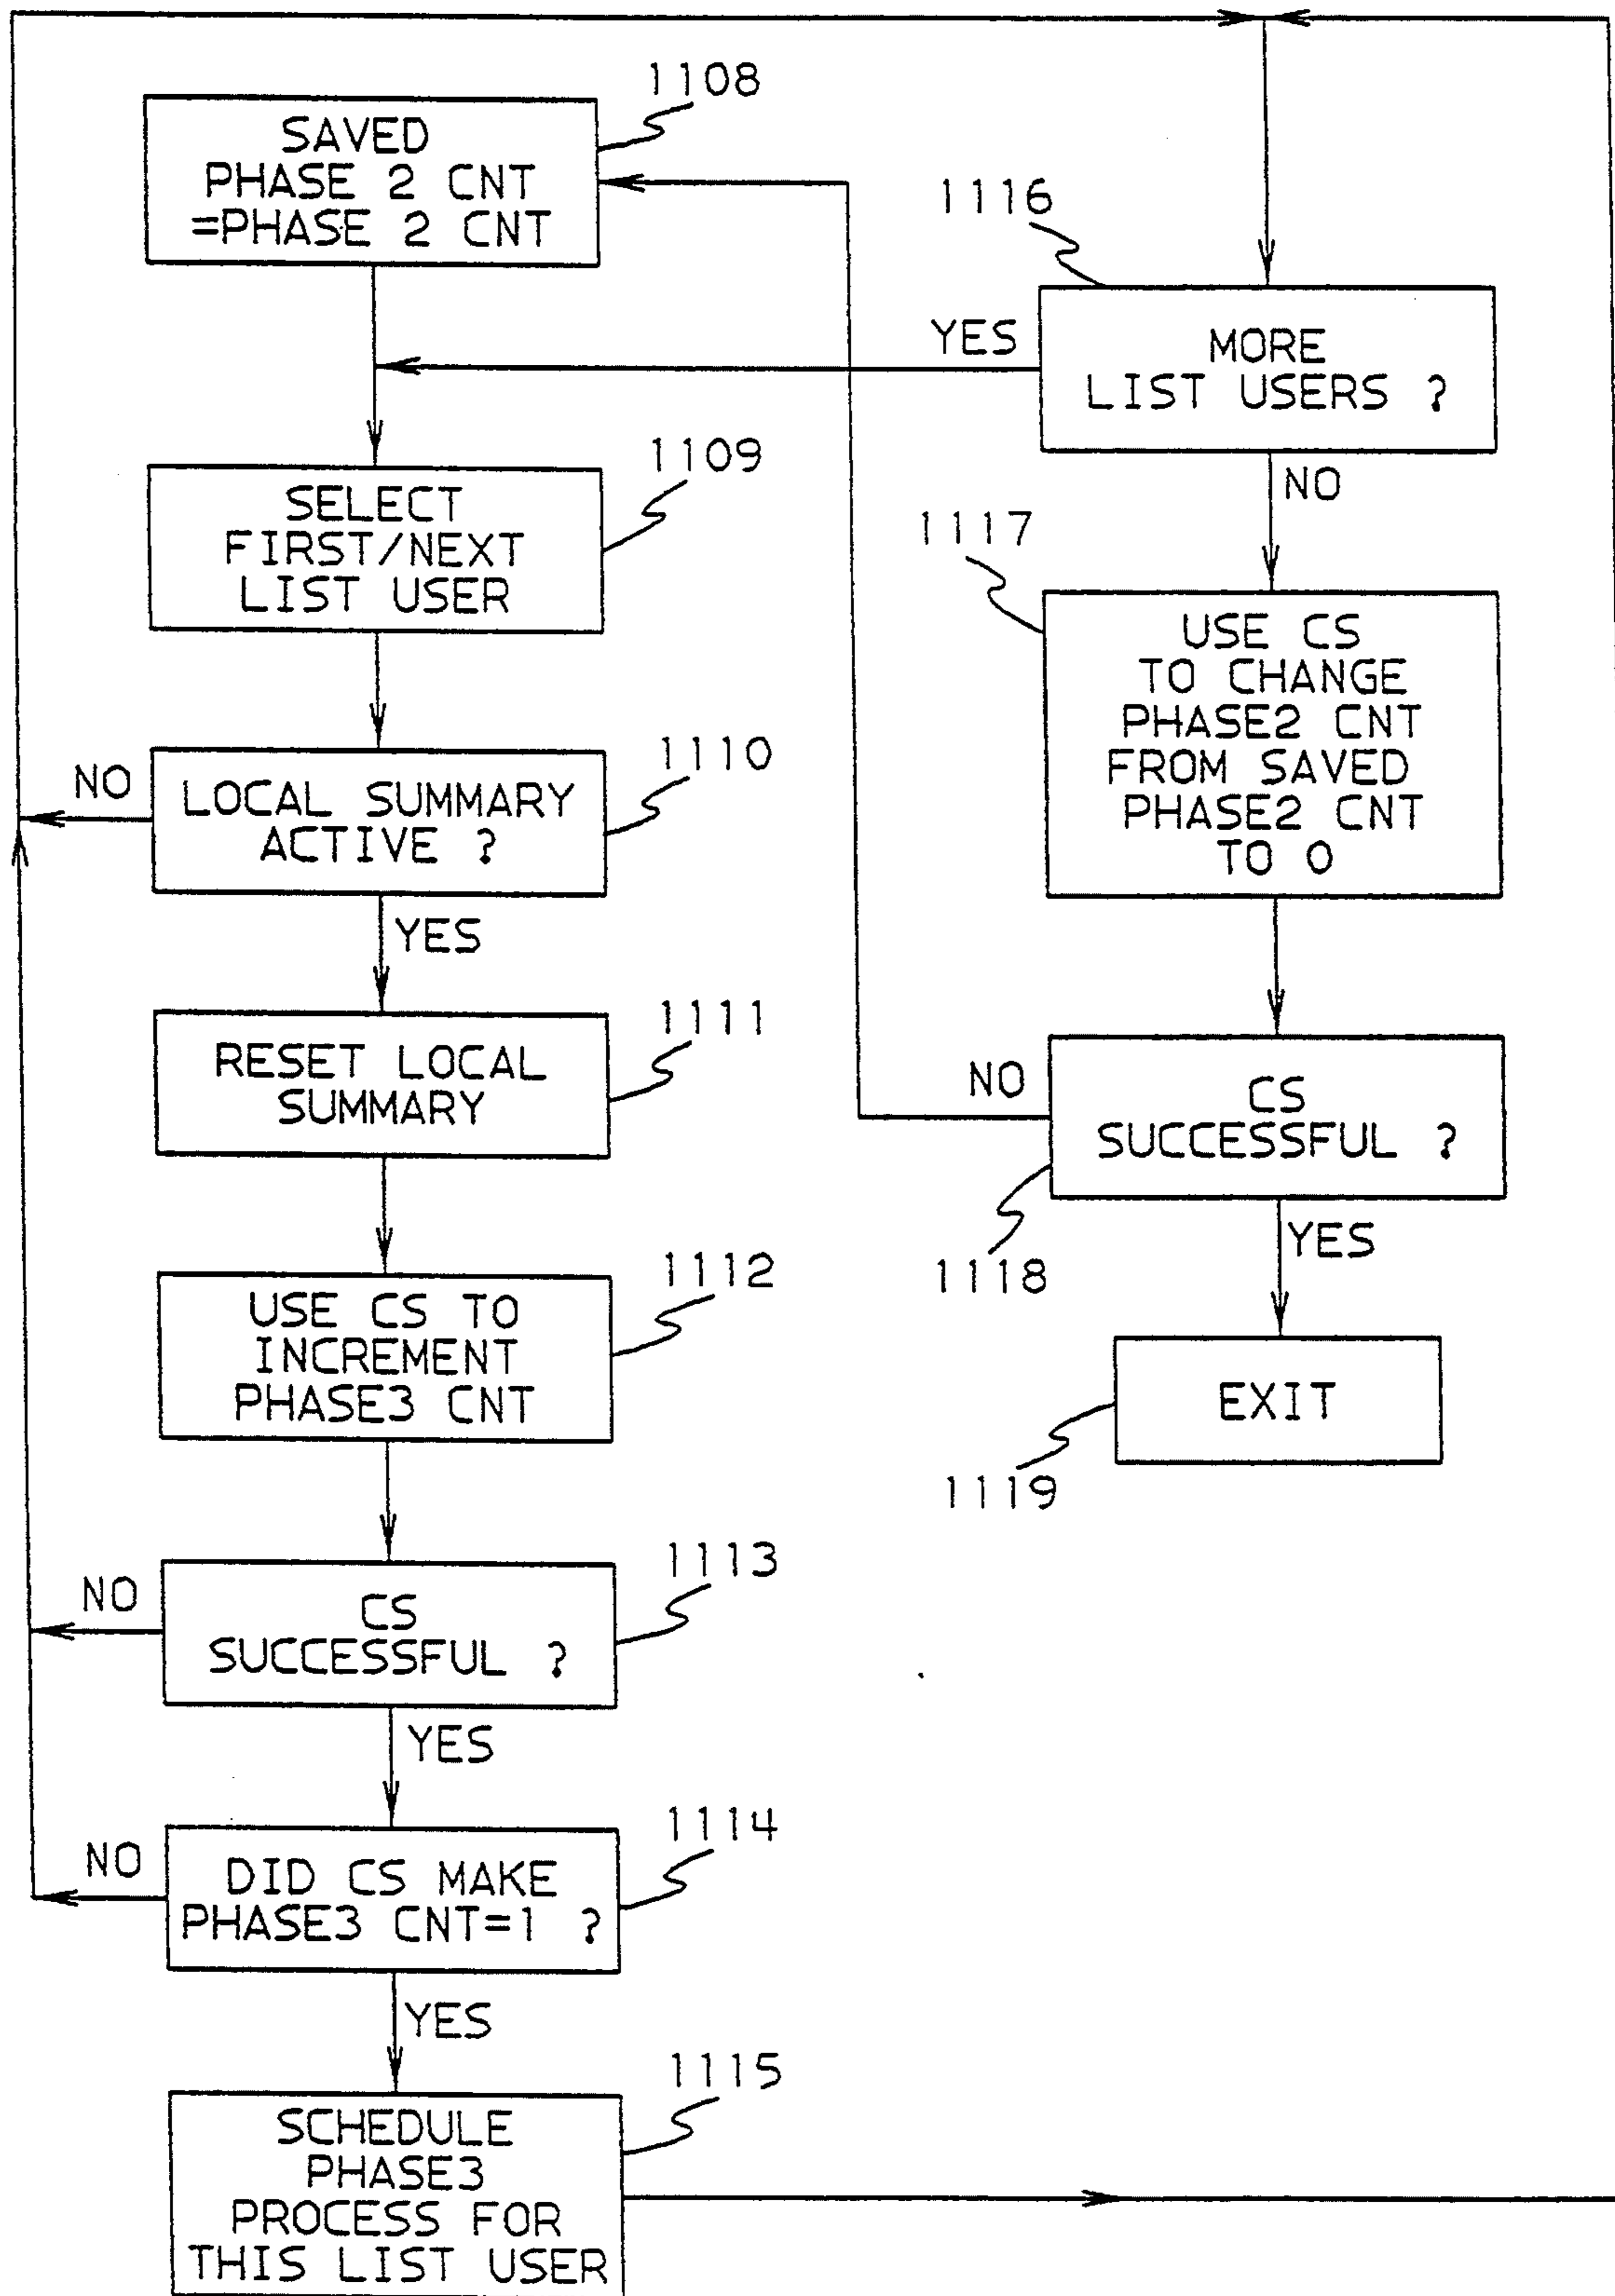 1108
SAVED
PHASE 2 CNT
=PHASE 2 CNT
1109
SELECT
FIRST/NEXT
LIST USER
1110
NO
LOCAL SUMMARY
ACTIVE ?
YES
1111
RESET LOCAL
SUMMARY
1112
USE CS TO
INCREMENT
PHASE3 CNT
1113
NO
CS
SUCCESSFUL ?
YES
1114
NO
DID CS MAKE
PHASE3 CNT=1 ?
YES
1115
SCHEDULE
PHASE3
PROCESS FOR
THIS LIST USER
1116
YES
MORE
LIST USERS ?
NO
1117
USE CS
TO CHANGE
PHASE2 CNT
FROM SAVED
PHASE2 CNT
TO 0
NO
CS
SUCCESSFUL ?
1118
YES
EXIT
1119